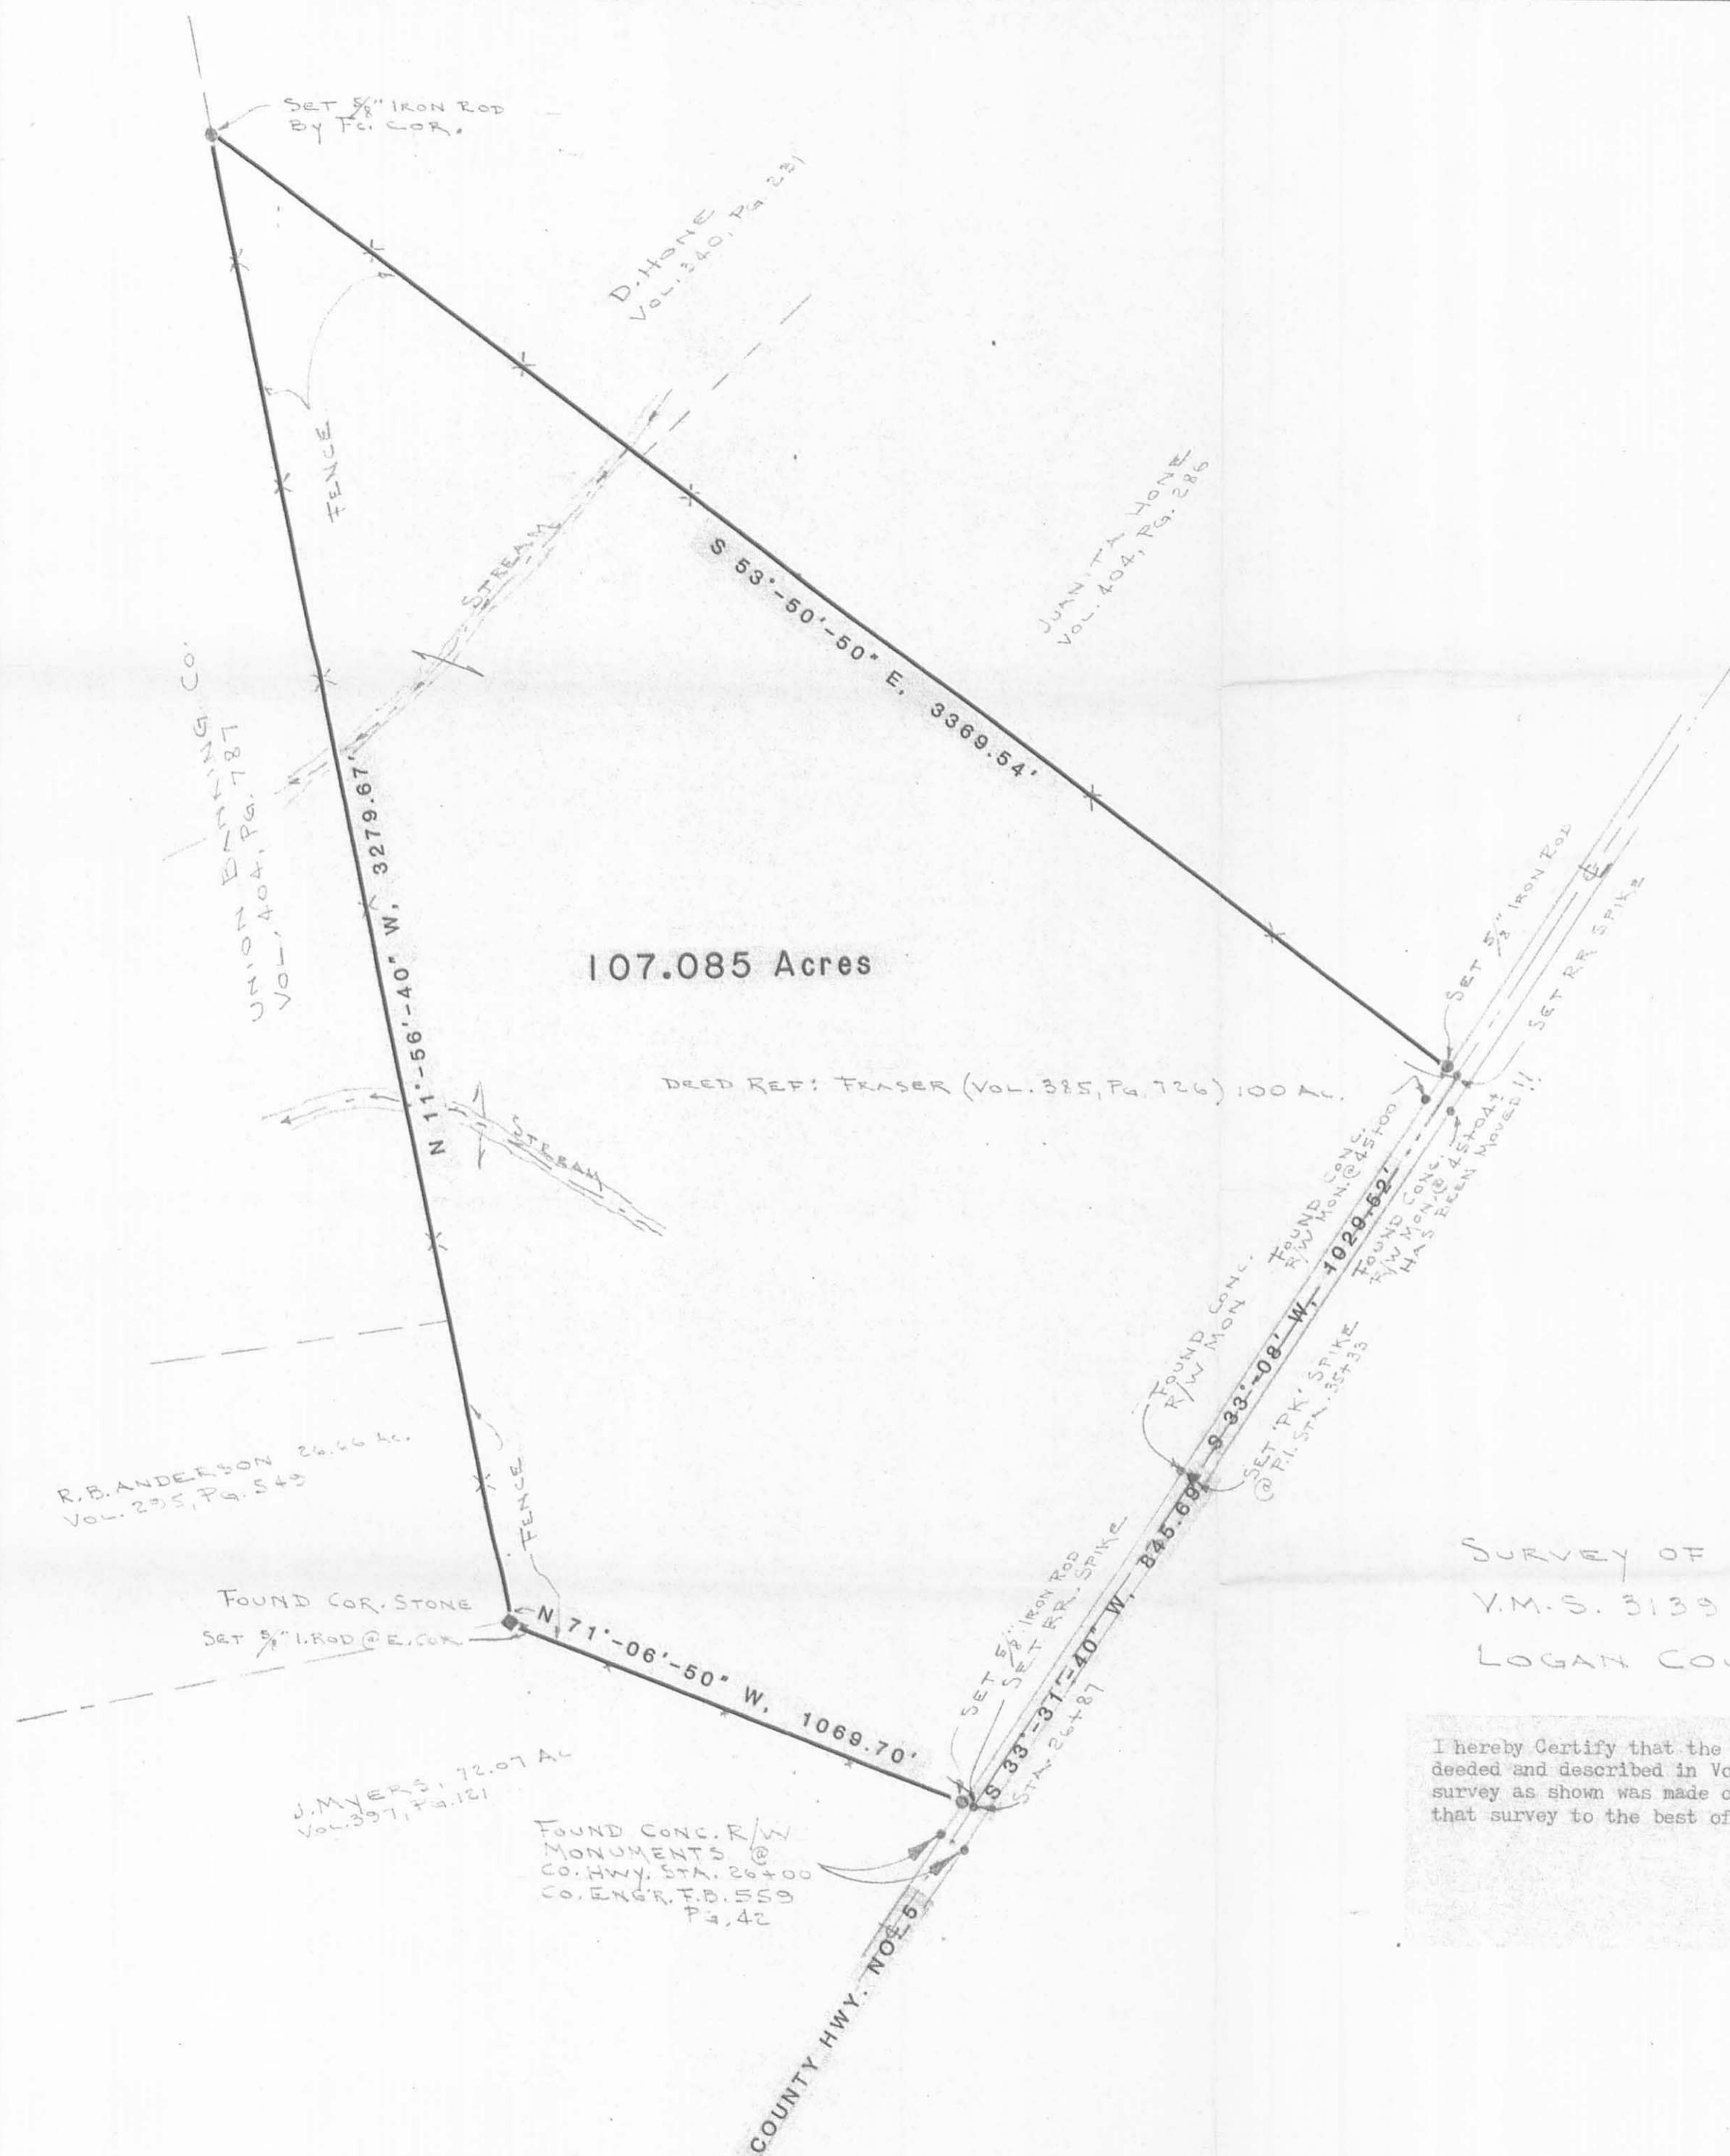 SET 5/8" IRON ROD
By Fc. COR.
D. HONE
VOL. 340, PG. 231
FENCE
STREAM
JUANITA HONE
VOL. 404, PG. 286
S 53°-50'-50" E, 3369.54'
UNION BANKING CO.
VOL. 404, PG. 787
N 11°-56'-40" W, 3279.67'
107.085 Acres
SET 5/8" IRON ROD
SET RR SPIKE
DEED REF: FRASER (VOL. 385, PG. 726) 100 Ac.
STREAM
FOUND CONC.
R/W MON. @ 45+00
S 33°-08' W, 1029.52'
FOUND CONC.
R/W MON. @ 45+04±
HAS BEEN MOVED !!
FOUND CONC.
R/W MON
SET 'PK' SPIKE
@ P.I. STA. 35+33
R.B. ANDERSON 26.66 Ac.
VOL. 295, PG. 549
FENCE
SET 5/8" IRON ROD
SET RR. SPIKE
S 33°-31'-40" W, 845.69'
STA. 26+87
FOUND COR. STONE
SET 5/8" I. ROD @ E. COR
N 71°-06'-50" W, 1069.70'
SURVEY OF
V.M.S. 3139
LOGAN
J. MYERS, 72.07 Ac
VOL. 397, PG. 121
FOUND CONC. R/W
MONUMENTS @
CO. HWY. STA. 26+00
CO. ENGR. F.B. 559
PG. 42
COUNTY HWY. NO. 5
I hereby Certify that the
deeded and described in
survey as shown was made
that survey to the best of